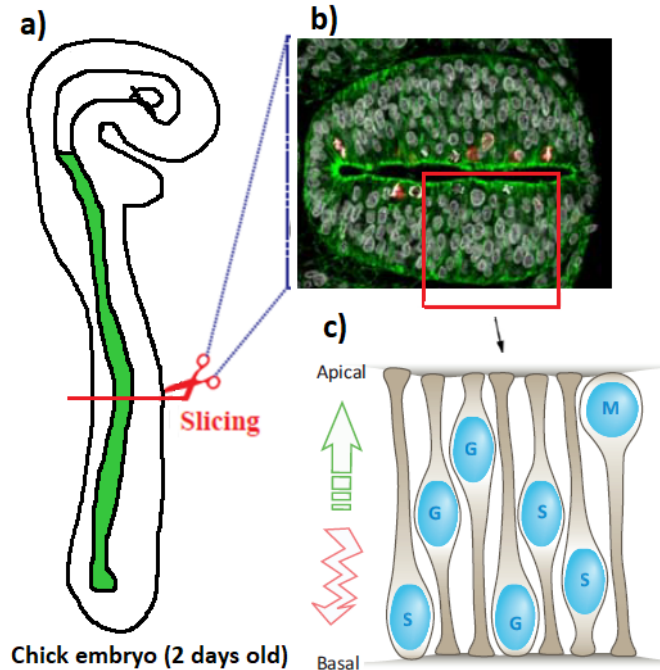 a)
b)
Slicing
c)
Apical
M
G
G
S
S
S
G
Basal
Chick embryo (2 days old)